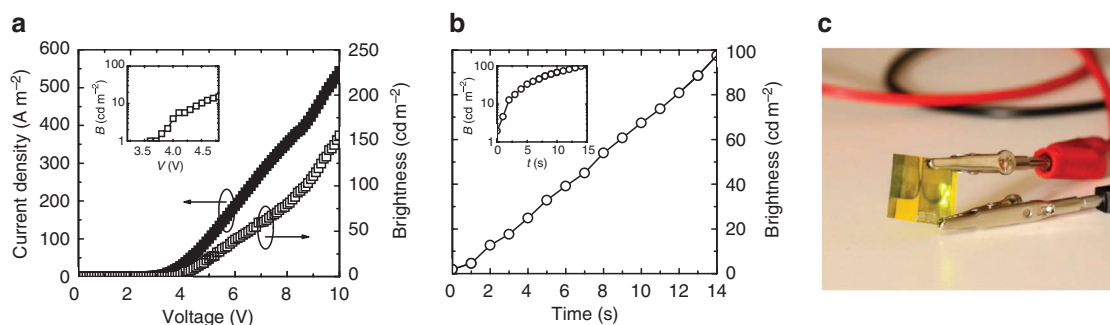 a
600
500
400
300
200
100
0
Current density (A m⁻²)
0 2 4 6 8 10
Voltage (V)
250
200
150
100
50
0
Brightness (cd m⁻²)
100
10
1
B (cd m⁻²)
3.5 4.0 4.5
V (V)
b
100
80
60
40
20
0
Brightness (cd m⁻²)
0 2 4 6 8 10 12 14
Time (s)
100
10
1
B (cd m⁻²)
0 5 10 15
t (s)
c